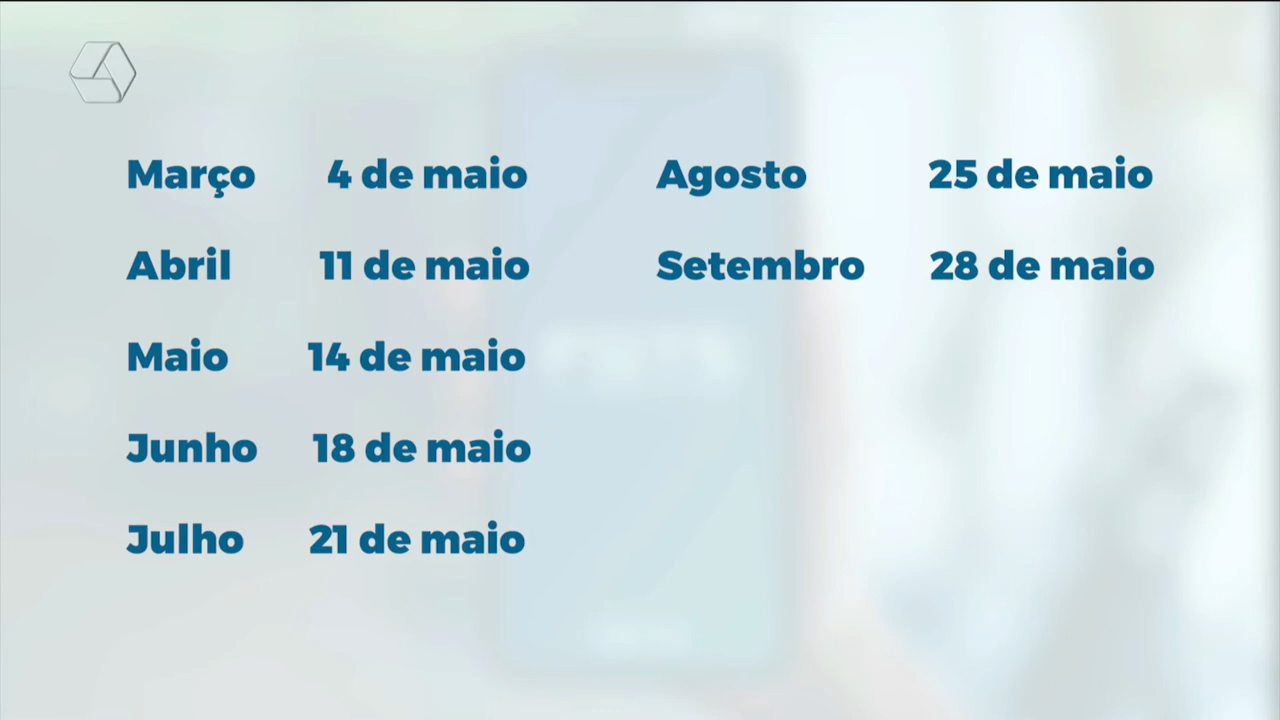 Março 4 de maio
Abril 11 de maio
Maio 14 de maio
Junho 18 de maio
Julho 21 de maio
Agosto 25 de maio
Setembro 28 de maio